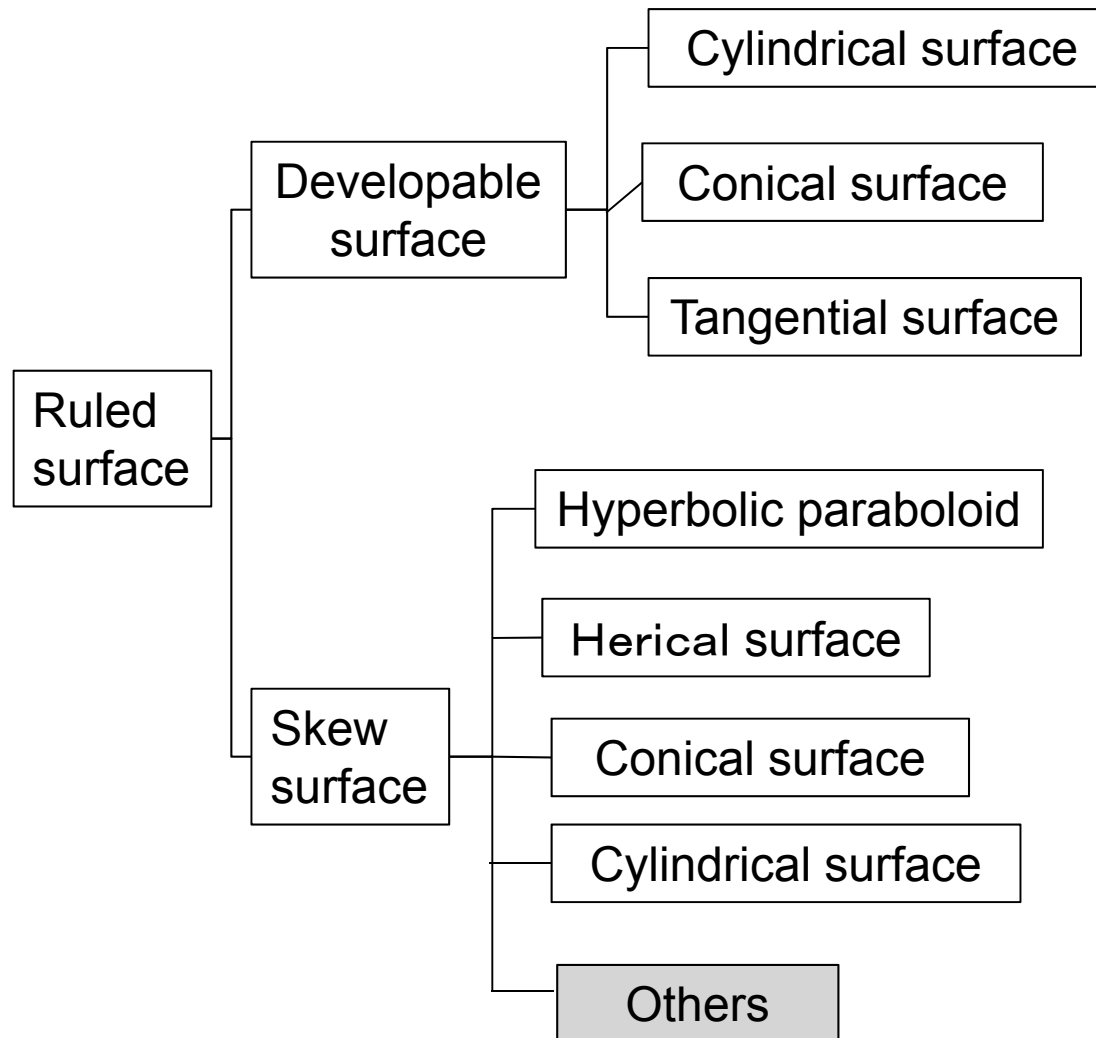 Cylindrical surface
Developable
surface
Conical surface
Tangential surface
Ruled
surface
Hyperbolic paraboloid
Herical surface
Skew
surface
Conical surface
Cylindrical surface
Others